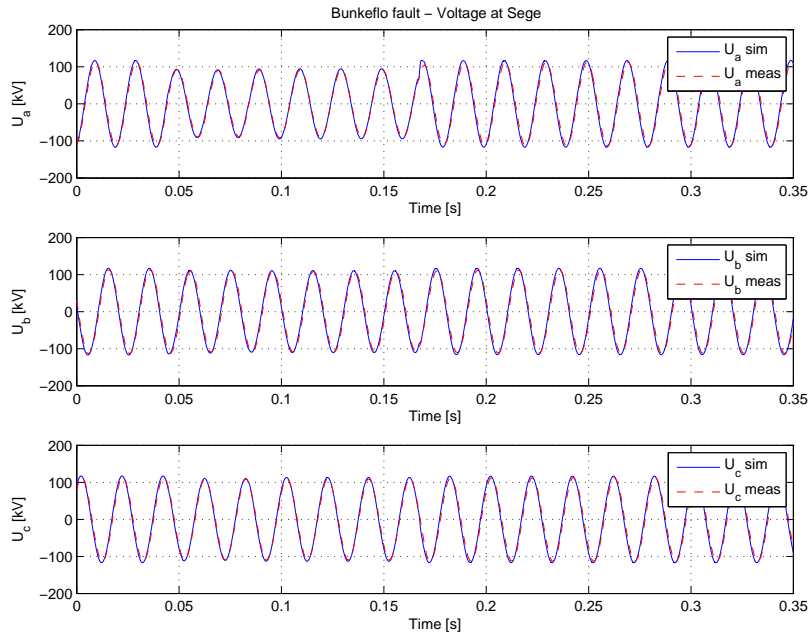 Bunkeflo fault – Voltage at Sege
200
100
0
−100
−200
U_a [kV]
U_a sim
U_a meas
0 0.05 0.1 0.15 0.2 0.25 0.3 0.35
Time [s]
200
100
0
−100
−200
U_b [kV]
U_b sim
U_b meas
0 0.05 0.1 0.15 0.2 0.25 0.3 0.35
Time [s]
200
100
0
−100
−200
U_c [kV]
U_c sim
U_c meas
0 0.05 0.1 0.15 0.2 0.25 0.3 0.35
Time [s]